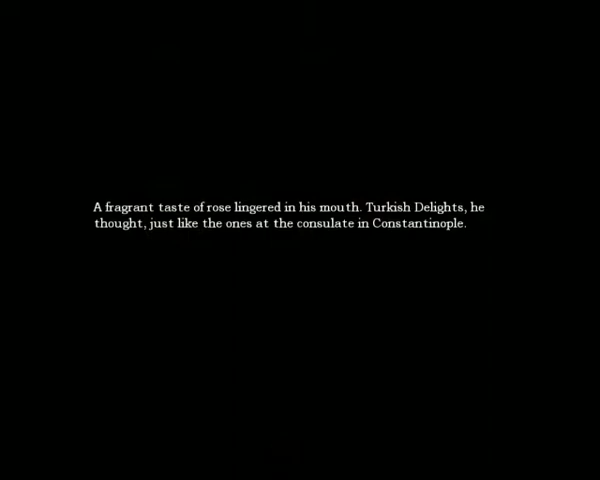 A fragrant taste of rose lingered in his mouth. Turkish Delights, he
thought, just like the ones at the consulate in Constantinople.